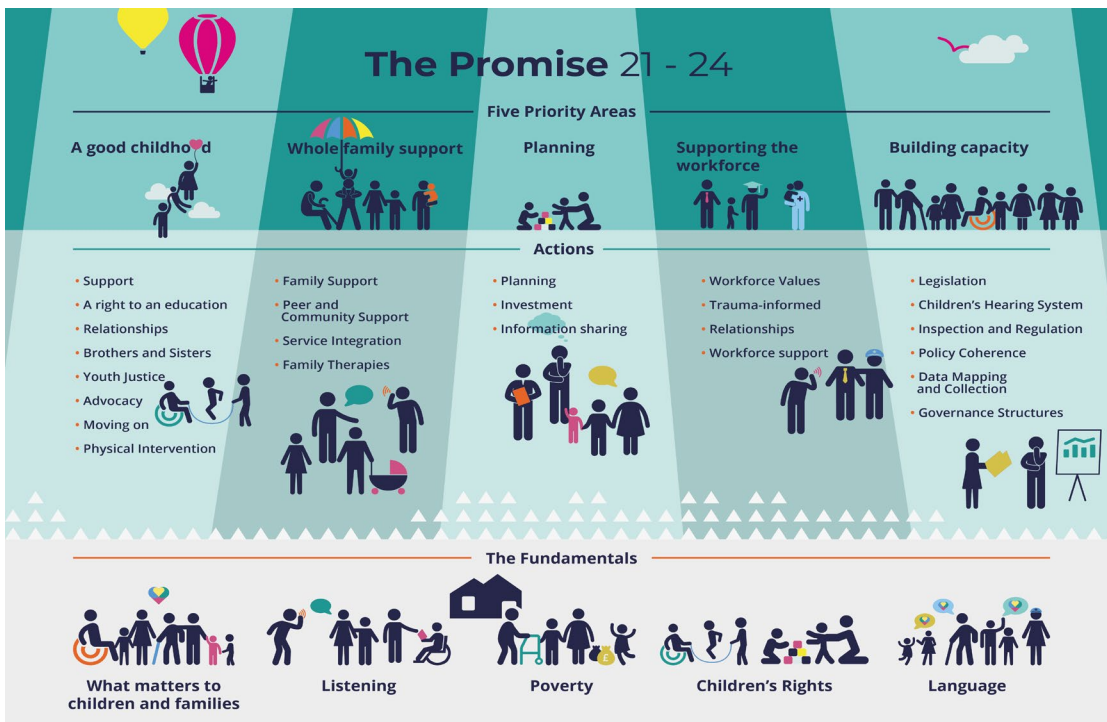 The Promise 21 - 24
Five Priority Areas
A good childhood
Whole family support
Planning
Supporting the
workforce
Building capacity
Actions
• Support
• A right to an education
• Relationships
• Brothers and Sisters
• Youth Justice
• Advocacy
• Moving on
• Physical Intervention
• Family Support
• Peer and
Community Support
• Service Integration
• Family Therapies
• Planning
• Investment
• Information sharing
• Workforce Values
• Trauma-informed
• Relationships
• Workforce support
• Legislation
• Children's Hearing System
• Inspection and Regulation
• Policy Coherence
• Data Mapping
and Collection
• Governance Structures
The Fundamentals
£
What matters to
children and families
Listening
Poverty
Children's Rights
Language